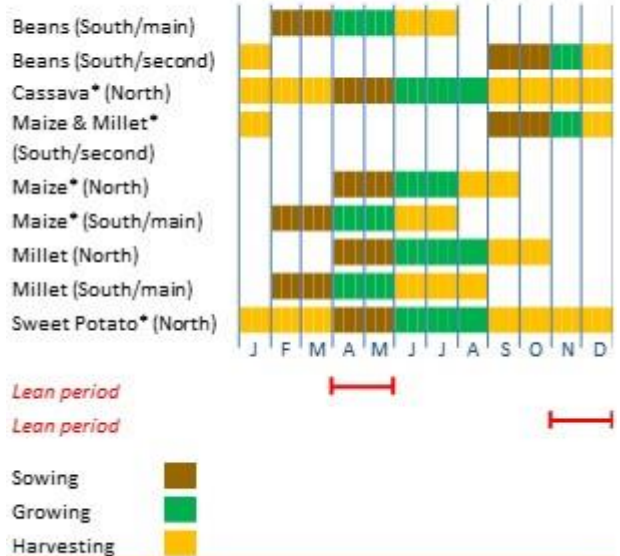 Beans (South/main)
Beans (South/second)
Cassava* (North)
Maize & Millet*
(South/second)
Maize* (North)
Maize* (South/main)
Millet (North)
Millet (South/main)
Sweet Potato* (North)
J F M A M J J A S O N D
Lean period
Lean period
Sowing
Growing
Harvesting